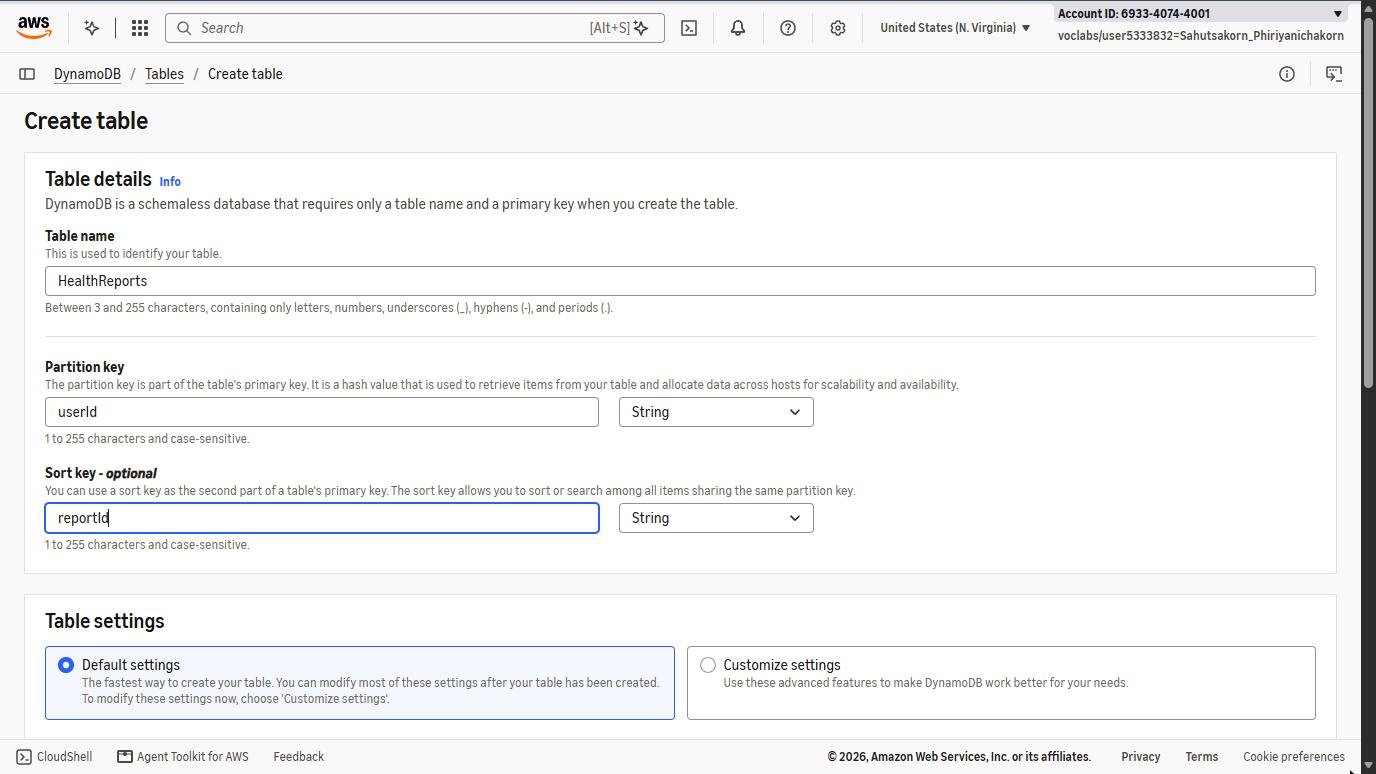 aws
Search [Alt+S]
United States (N. Virginia)
Account ID: 6933-4074-4001
voclabs/user5333832=Sahutsakorn_Phiriyanichakorn
DynamoDB / Tables / Create table
Create table
Table details Info
DynamoDB is a schemaless database that requires only a table name and a primary key when you create the table.
Table name
This is used to identify your table.
HealthReports
Between 3 and 255 characters, containing only letters, numbers, underscores (_), hyphens (-), and periods (.).
Partition key
The partition key is part of the table's primary key. It is a hash value that is used to retrieve items from your table and allocate data across hosts for scalability and availability.
userId String
1 to 255 characters and case-sensitive.
Sort key - optional
You can use a sort key as the second part of a table's primary key. The sort key allows you to sort or search among all items sharing the same partition key.
reportId String
1 to 255 characters and case-sensitive.
Table settings
Default settings
The fastest way to create your table. You can modify most of these settings after your table has been created.
To modify these settings now, choose 'Customize settings'.
Customize settings
Use these advanced features to make DynamoDB work better for your needs.
CloudShell Agent Toolkit for AWS Feedback © 2026, Amazon Web Services, Inc. or its affiliates. Privacy Terms Cookie preferences